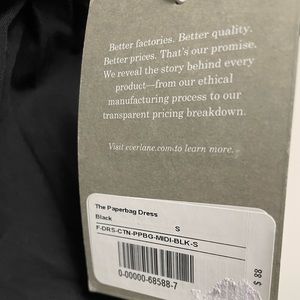 Better factories. Better quality.
Better prices. That's our promise.
We reveal the story behind every
product—from our ethical
manufacturing process to our
transparent pricing breakdown.
Visit everlane.com to learn more.
The Paperbag Dress
Black S
F-DRS-CTN-PPBG-MIDI-BLK-S
0-00000-68588-7
$ 88